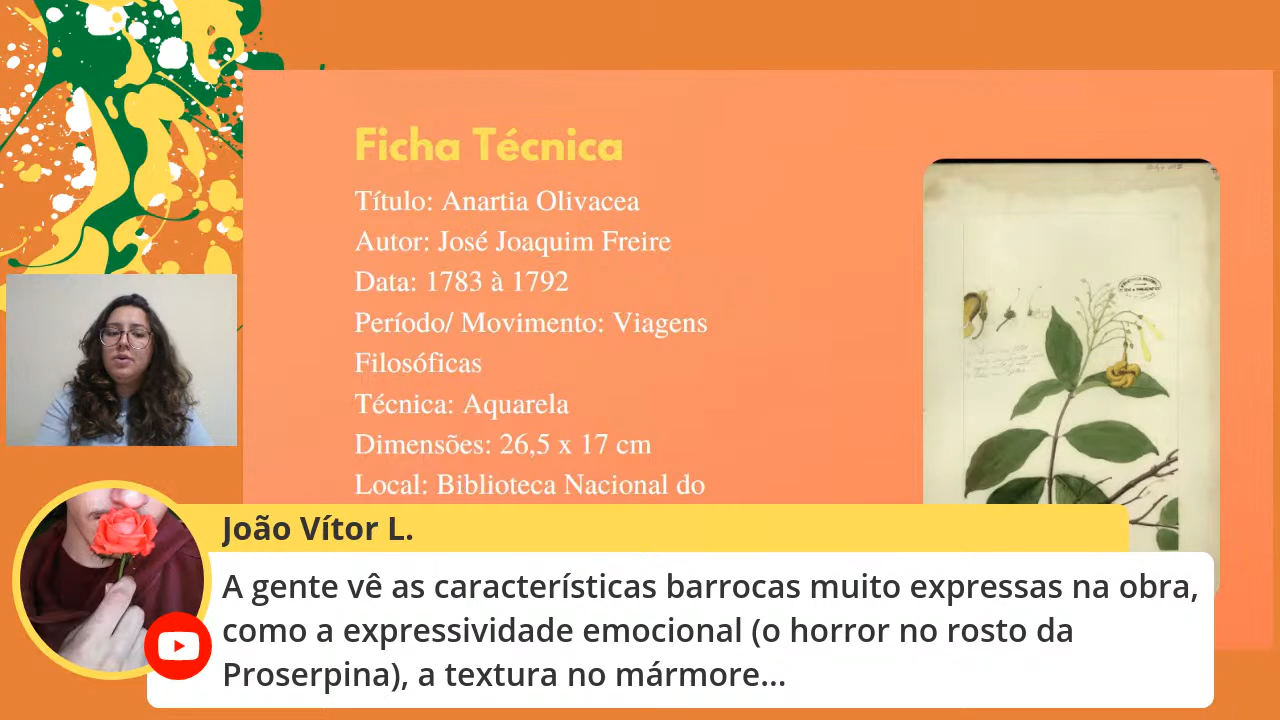 Ficha Técnica
Título: Anartia Olivacea
Autor: José Joaquim Freire
Data: 1783 à 1792
Período/ Movimento: Viagens
Filosóficas
Técnica: Aquarela
Dimensões: 26,5 x 17 cm
Local: Biblioteca Nacional do
João Vítor L.
A gente vê as características barrocas muito expressas na obra,
como a expressividade emocional (o horror no rosto da
Proserpina), a textura no mármore...